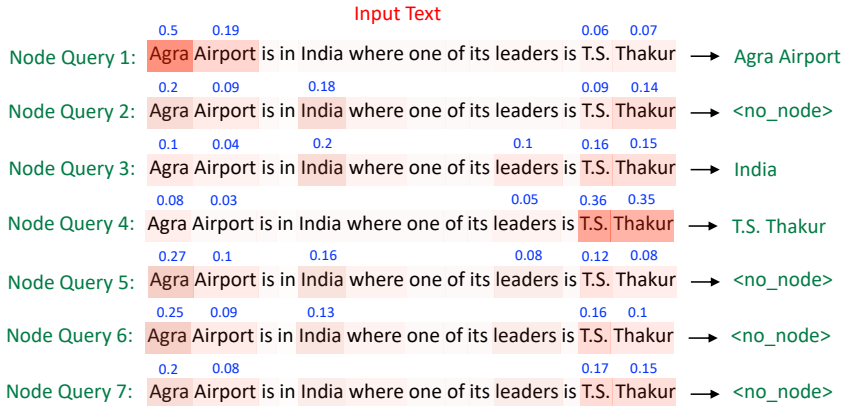 Input Text
0.5 0.19 0.06 0.07
Node Query 1: Agra Airport is in India where one of its leaders is T.S. Thakur → Agra Airport
0.2 0.09 0.18 0.09 0.14
Node Query 2: Agra Airport is in India where one of its leaders is T.S. Thakur → <no_node>
0.1 0.04 0.2 0.1 0.16 0.15
Node Query 3: Agra Airport is in India where one of its leaders is T.S. Thakur → India
0.08 0.03 0.05 0.36 0.35
Node Query 4: Agra Airport is in India where one of its leaders is T.S. Thakur → T.S. Thakur
0.27 0.1 0.16 0.08 0.12 0.08
Node Query 5: Agra Airport is in India where one of its leaders is T.S. Thakur → <no_node>
0.25 0.09 0.13 0.16 0.1
Node Query 6: Agra Airport is in India where one of its leaders is T.S. Thakur → <no_node>
0.2 0.08 0.17 0.15
Node Query 7: Agra Airport is in India where one of its leaders is T.S. Thakur → <no_node>